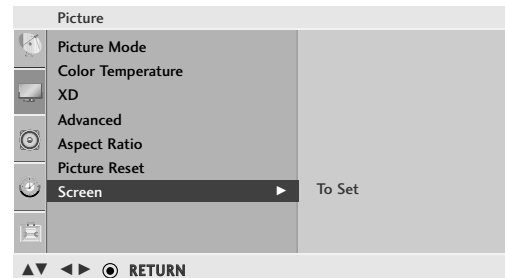 Picture
Picture Mode
Color Temperature
XD
Advanced
Aspect Ratio
Picture Reset
Screen ► To Set
▲▼ ◄► RETURN